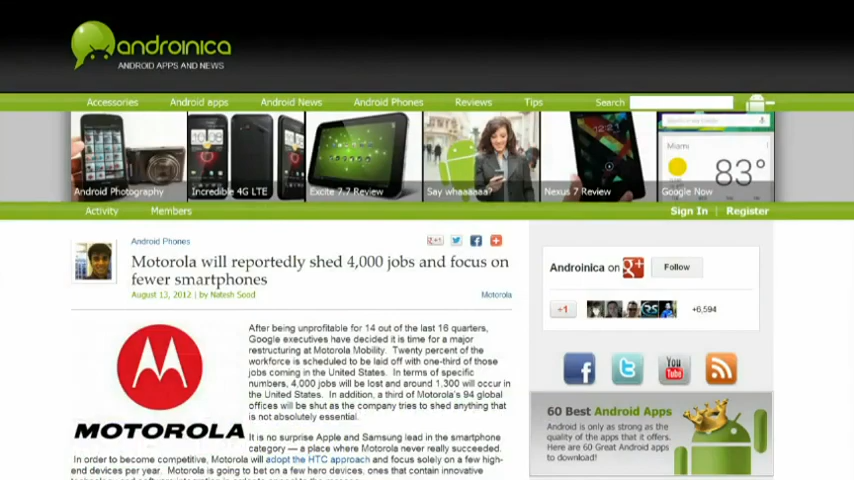 androinica
ANDROID APPS AND NEWS
Accessories Android apps Android News Android Phones Reviews Tips Search
Miami
83°
Android Photography Incredible 4G LTE Excite 7.7 Review Say whaaaaaa? Nexus 7 Review Google Now
Activity Members Sign In | Register
Android Phones
Motorola will reportedly shed 4,000 jobs and focus on
fewer smartphones
August 13, 2012 | by Natesh Sood Motorola
After being unprofitable for 14 out of the last 16 quarters,
Google executives have decided it is time for a major
restructuring at Motorola Mobility. Twenty percent of the
workforce is scheduled to be laid off with one-third of those
jobs coming in the United States. In terms of specific
numbers, 4,000 jobs will be lost and around 1,300 will occur in
the United States. In addition, a third of Motorola's 94 global
offices will be shut as the company tries to shed anything that
is not absolutely essential.
MOTOROLA
It is no surprise Apple and Samsung lead in the smartphone
category — a place where Motorola never really succeeded.
In order to become competitive, Motorola will adopt the HTC approach and focus solely on a few high-
end devices per year. Motorola is going to bet on a few hero devices, ones that contain innovative
Androinica on g+ Follow
+1 +6,594
You
Tube
60 Best Android Apps
Android is only as strong as the
quality of the apps that it offers.
Here are 60 Great Android apps
to download!